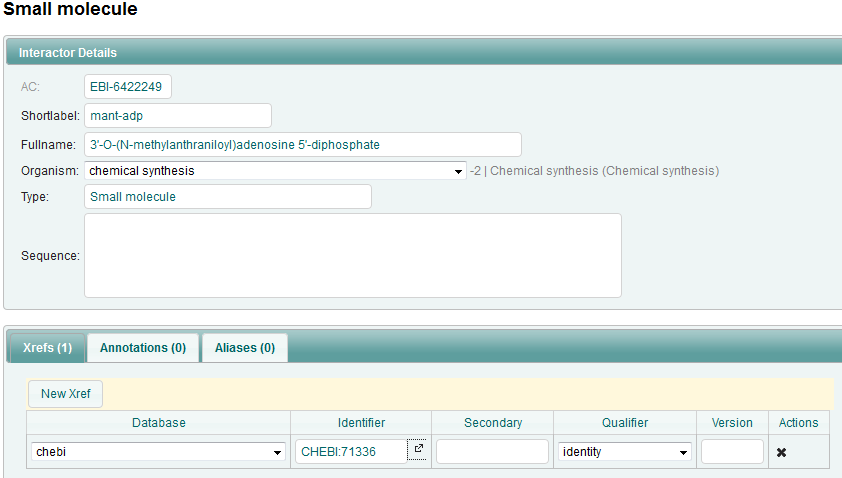 Small molecule
Interactor Details
AC: EBI-6422249
Shortlabel: mant-adp
Fullname: 3'-O-(N-methylanthraniloyl)adenosine 5'-diphosphate
Organism: chemical synthesis -2 | Chemical synthesis (Chemical synthesis)
Type: Small molecule
Sequence:
Xrefs (1) Annotations (0) Aliases (0)
New Xref
Database Identifier Secondary Qualifier Version Actions
chebi CHEBI:71336 identity